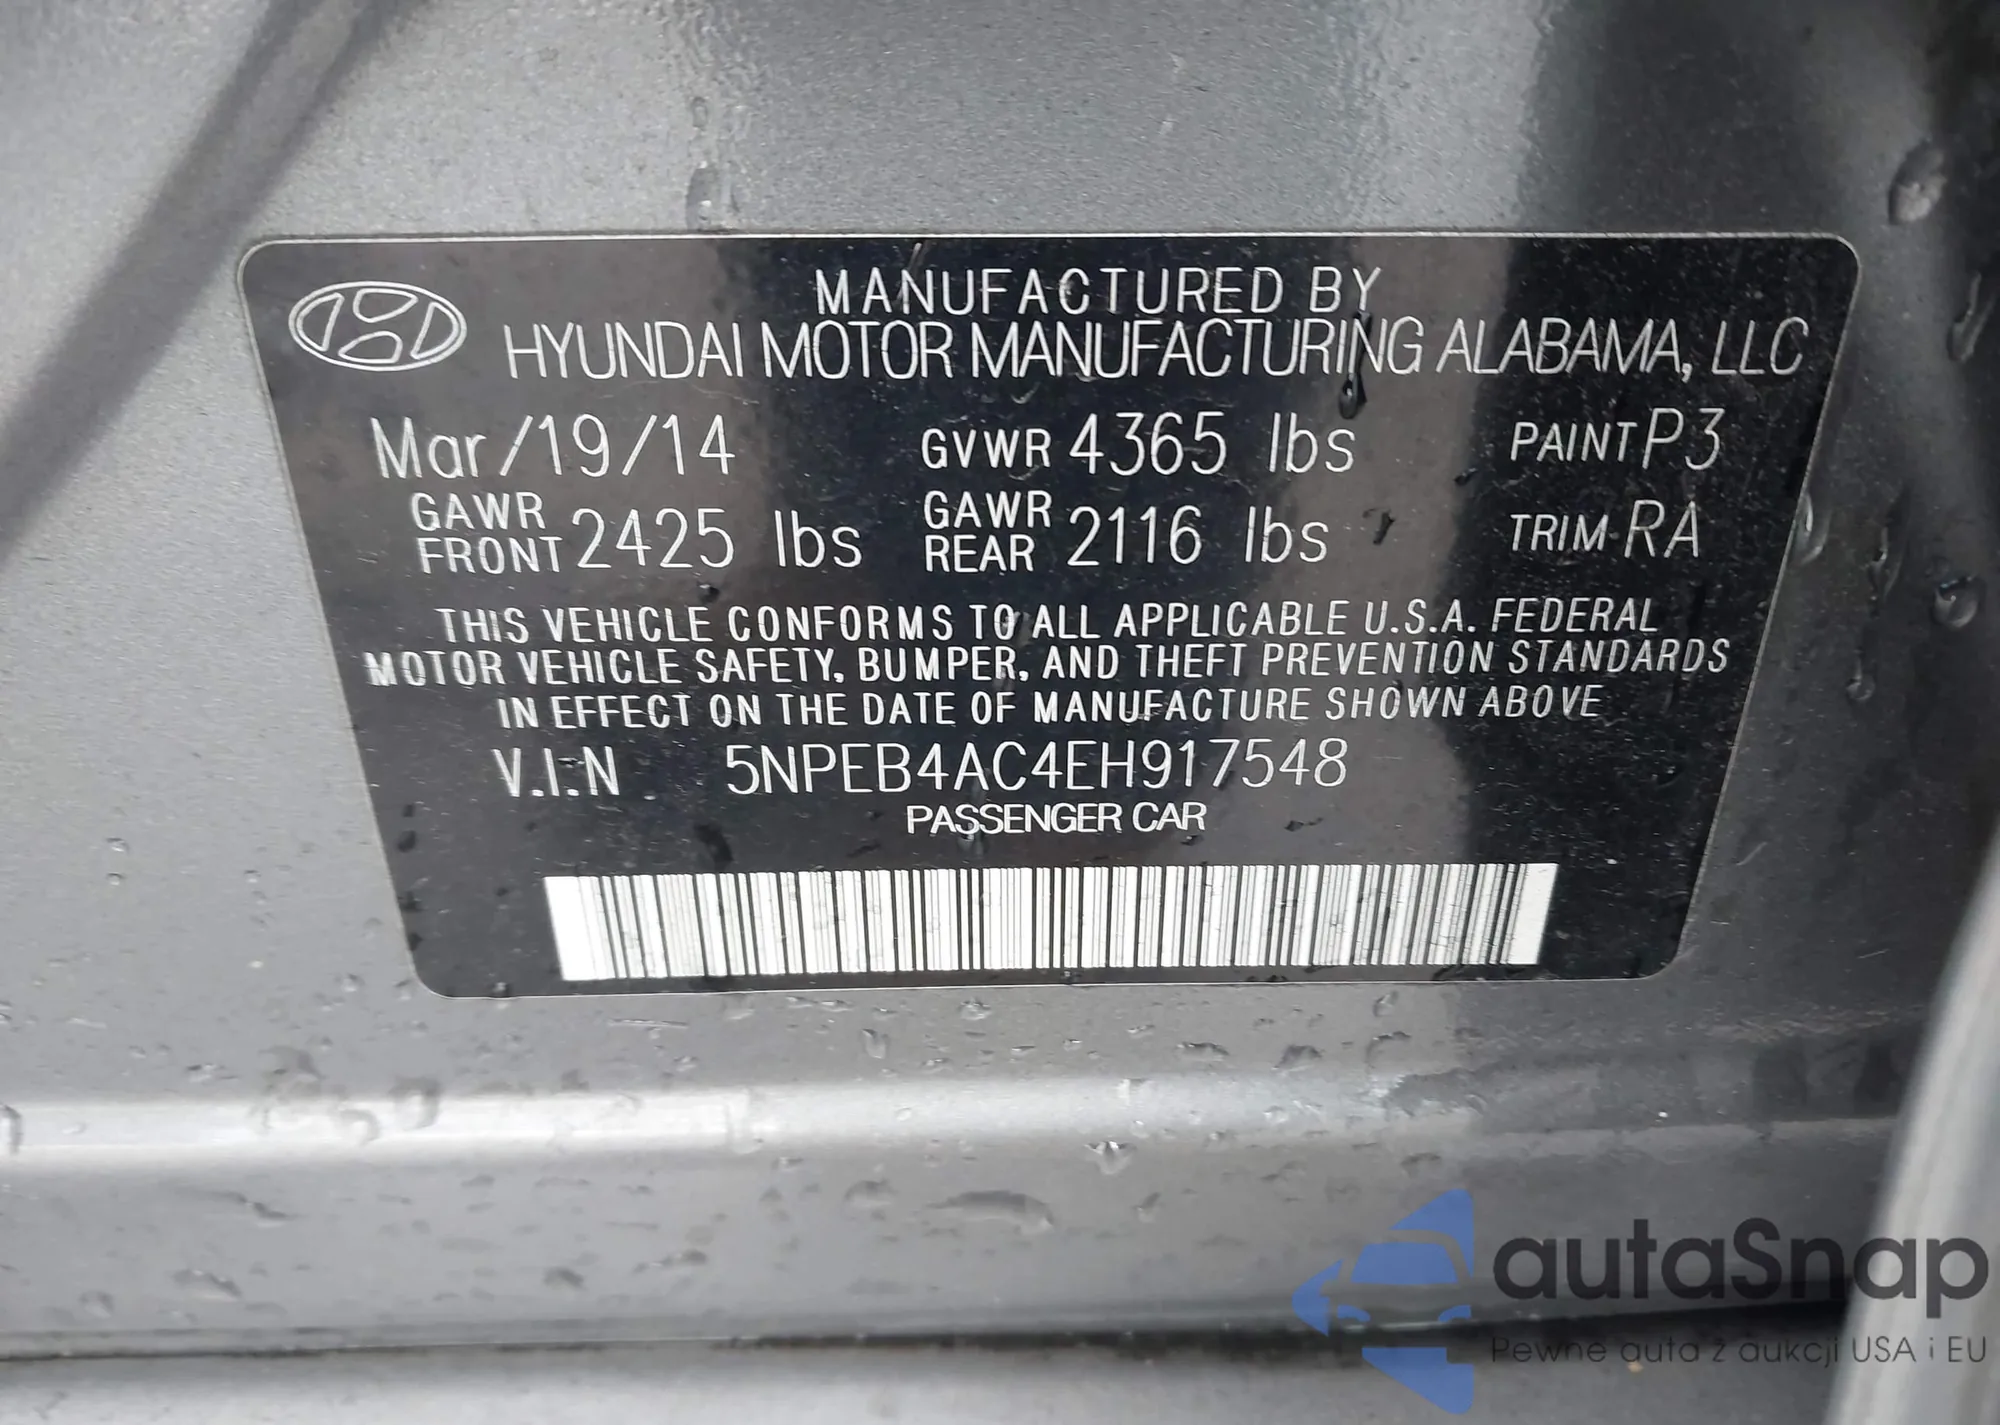 MANUFACTURED BY
HYUNDAI MOTOR MANUFACTURING ALABAMA, LLC
Mar/19/14 GVWR 4365 lbs PAINT P3
GAWR FRONT 2425 lbs GAWR REAR 2116 lbs TRIM RA
THIS VEHICLE CONFORMS TO ALL APPLICABLE U.S.A. FEDERAL
MOTOR VEHICLE SAFETY, BUMPER, AND THEFT PREVENTION STANDARDS
IN EFFECT ON THE DATE OF MANUFACTURE SHOWN ABOVE
V.I.N 5NPEB4AC4EH917548
PASSENGER CAR
autaSnap
Pewne auta z aukcji USA i EU